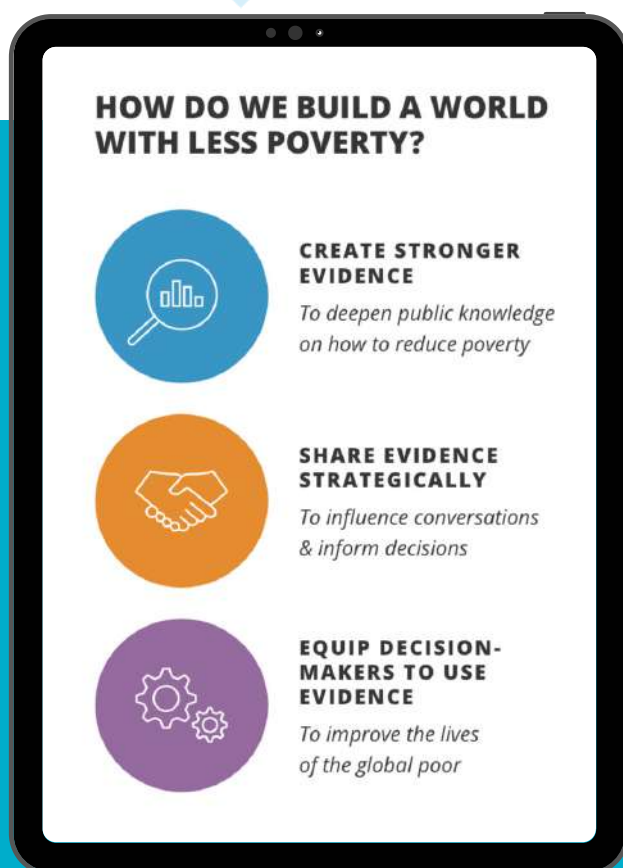 HOW DO WE BUILD A WORLD
WITH LESS POVERTY?
CREATE STRONGER
EVIDENCE
To deepen public knowledge
on how to reduce poverty
SHARE EVIDENCE
STRATEGICALLY
To influence conversations
& inform decisions
EQUIP DECISION-
MAKERS TO USE
EVIDENCE
To improve the lives
of the global poor